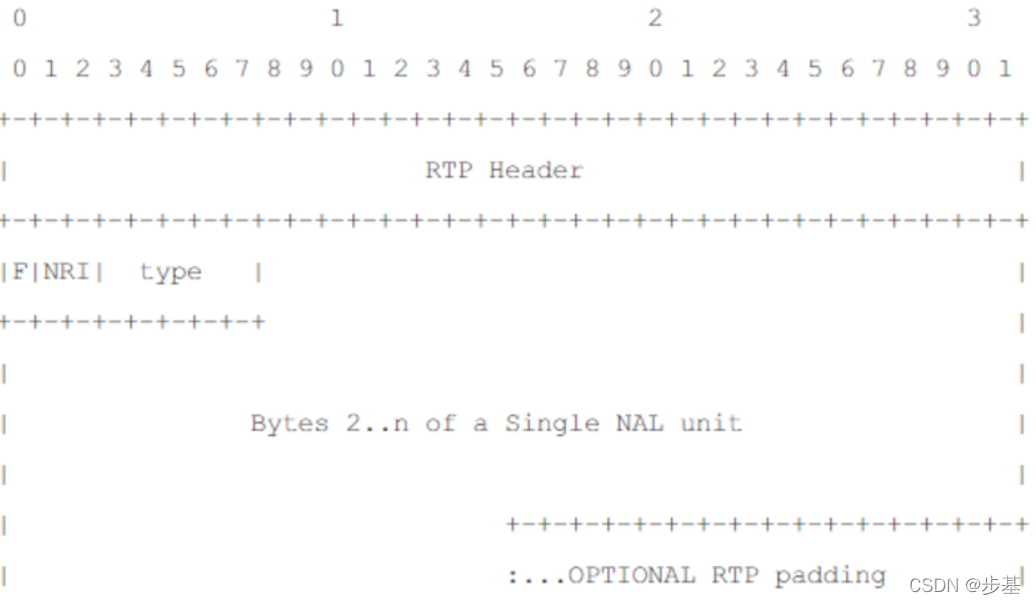 0 1 2 3
0 1 2 3 4 5 6 7 8 9 0 1 2 3 4 5 6 7 8 9 0 1 2 3 4 5 6 7 8 9 0 1
+-+-+-+-+-+-+-+-+-+-+-+-+-+-+-+-+-+-+-+-+-+-+-+-+-+-+-+-+-+-+-+-+
| RTP Header |
+-+-+-+-+-+-+-+-+-+-+-+-+-+-+-+-+-+-+-+-+-+-+-+-+-+-+-+-+-+-+-+-+
|F|NRI| type | |
+-+-+-+-+-+-+-+-+ |
| |
| Bytes 2..n of a Single NAL unit |
| |
| +-+-+-+-+-+-+-+-+-+-+-+-+-+-+-+-+
| :...OPTIONAL RTP padding |
CSDN @步基